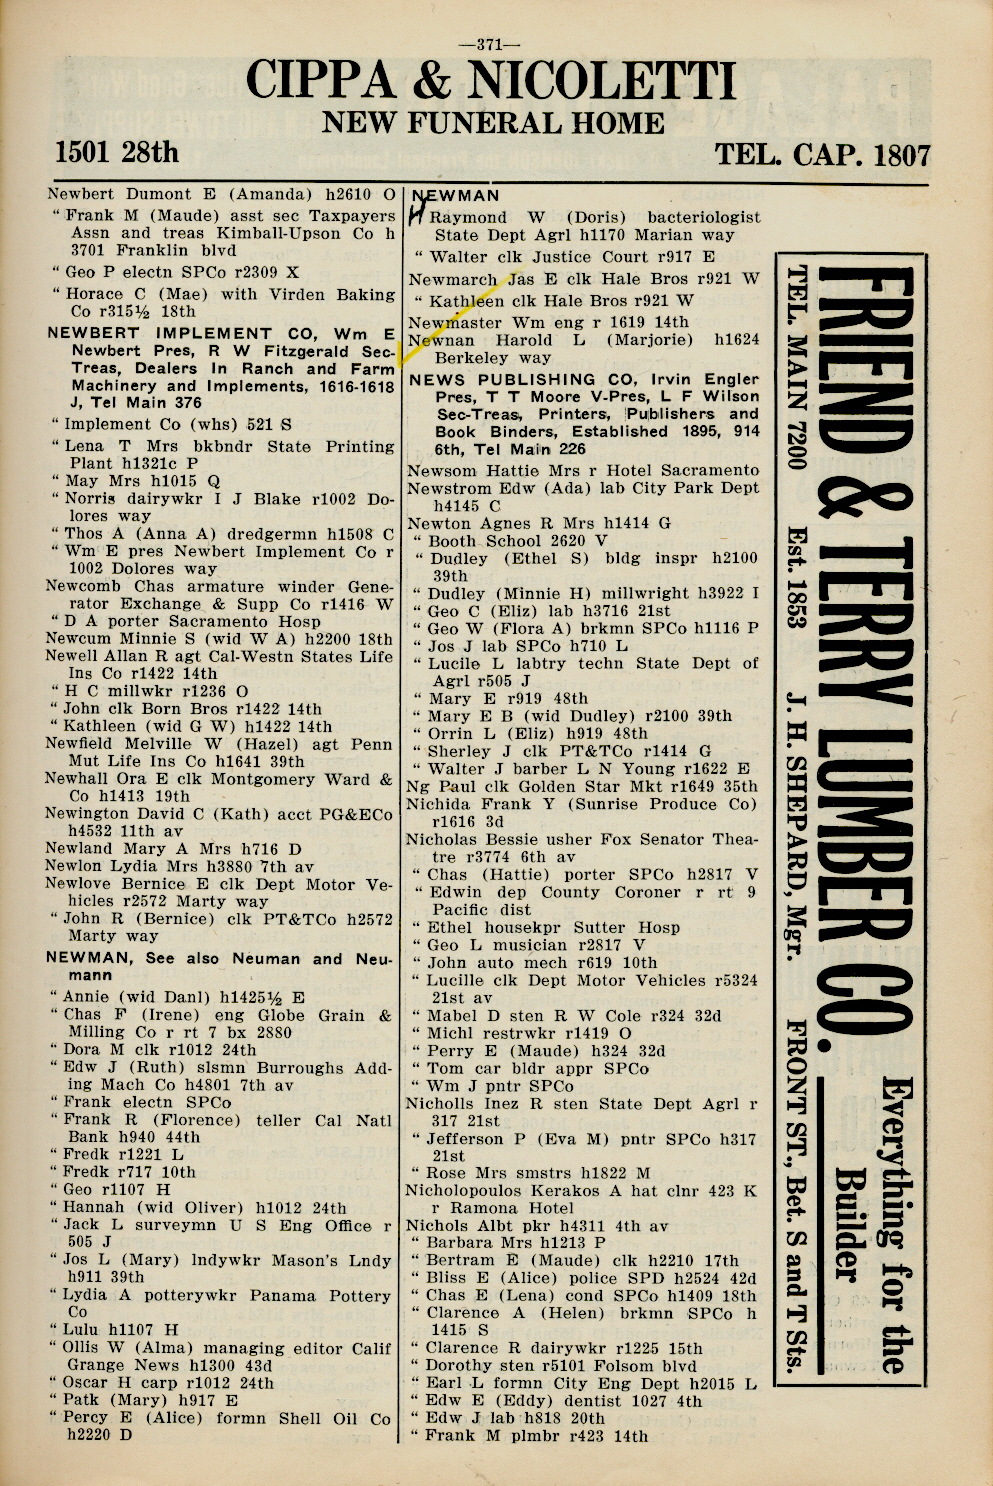 —371—
CIPPA & NICOLETTI
NEW FUNERAL HOME
1501 28th TEL. CAP. 1807
Newbert Dumont E (Amanda) h2610 O
" Frank M (Maude) asst sec Taxpayers
Assn and treas Kimball-Upson Co h
3701 Franklin blvd
" Geo P electn SPCo r2309 X
" Horace C (Mae) with Virden Baking
Co r315½ 18th
NEWBERT IMPLEMENT CO, Wm E
Newbert Pres, R W Fitzgerald Sec-
Treas, Dealers In Ranch and Farm
Machinery and Implements, 1616-1618
J, Tel Main 376
" Implement Co (whs) 521 S
" Lena T Mrs bkbndr State Printing
Plant h1321c P
" May Mrs h1015 Q
" Norris dairywkr I J Blake r1002 Do-
lores way
" Thos A (Anna A) dredgermn h1508 C
" Wm E pres Newbert Implement Co r
1002 Dolores way
Newcomb Chas armature winder Gene-
rator Exchange & Supp Co r1416 W
" D A porter Sacramento Hosp
Newcum Minnie S (wid W A) h2200 18th
Newell Allan R agt Cal-Westn States Life
Ins Co r1422 14th
" H C millwkr r1236 O
" John clk Born Bros r1422 14th
" Kathleen (wid G W) h1422 14th
Newfield Melville W (Hazel) agt Penn
Mut Life Ins Co h1641 39th
Newhall Ora E clk Montgomery Ward &
Co h1413 19th
Newington David C (Kath) acct PG&ECo
h4532 11th av
Newland Mary A Mrs h716 D
Newlon Lydia Mrs h3880 7th av
Newlove Bernice E clk Dept Motor Ve-
hicles r2572 Marty way
" John R (Bernice) clk PT&TCo h2572
Marty way
NEWMAN, See also Neuman and Neu-
mann
" Annie (wid Danl) h1425½ E
" Chas F (Irene) eng Globe Grain &
Milling Co r rt 7 bx 2880
" Dora M clk r1012 24th
" Edw J (Ruth) slsmn Burroughs Add-
ing Mach Co h4801 7th av
" Frank electn SPCo
" Frank R (Florence) teller Cal Natl
Bank h940 44th
" Fredk r1221 L
" Fredk r717 10th
" Geo r1107 H
" Hannah (wid Oliver) h1012 24th
" Jack L surveymn U S Eng Office r
505 J
" Jos L (Mary) lndywkr Mason's Lndy
h911 39th
" Lydia A potterywkr Panama Pottery
Co
" Lulu h1107 H
" Ollis W (Alma) managing editor Calif
Grange News h1300 43d
" Oscar H carp r1012 24th
" Patk (Mary) h917 E
" Percy E (Alice) formn Shell Oil Co
h2220 D
NEWMAN
" Raymond W (Doris) bacteriologist
State Dept Agrl h1170 Marian way
" Walter clk Justice Court r917 E
Newmarch Jas E clk Hale Bros r921 W
" Kathleen clk Hale Bros r921 W
Newmaster Wm eng r 1619 14th
Newnan Harold L (Marjorie) h1624
Berkeley way
NEWS PUBLISHING CO, Irvin Engler
Pres, T T Moore V-Pres, L F Wilson
Sec-Treas, Printers, Publishers and
Book Binders, Established 1895, 914
6th, Tel Main 226
Newsom Hattie Mrs r Hotel Sacramento
Newstrom Edw (Ada) lab City Park Dept
h4145 C
Newton Agnes R Mrs h1414 G
" Booth School 2620 V
" Dudley (Ethel S) bldg inspr h2100
39th
" Dudley (Minnie H) millwright h3922 I
" Geo C (Eliz) lab h3716 21st
" Geo W (Flora A) brkmn SPCo h1116 P
" Jos J lab SPCo h710 L
" Lucile L labtry techn State Dept of
Agrl r505 J
" Mary E r919 48th
" Mary E B (wid Dudley) r2100 39th
" Orrin L (Eliz) h919 48th
" Sherley J clk PT&TCo r1414 G
" Walter J barber L N Young r1622 E
Ng Paul clk Golden Star Mkt r1649 35th
Nichida Frank Y (Sunrise Produce Co)
r1616 3d
Nicholas Bessie usher Fox Senator Thea-
tre r3774 6th av
" Chas (Hattie) porter SPCo h2817 V
" Edwin dep County Coroner r rt 9
Pacific dist
" Ethel housekpr Sutter Hosp
" Geo L musician r2817 V
" John auto mech r619 10th
" Lucille clk Dept Motor Vehicles r5324
21st av
" Mabel D sten R W Cole r324 32d
" Michl restrwkr r1419 O
" Perry E (Maude) h324 32d
" Tom car bldr appr SPCo
" Wm J pntr SPCo
Nicholls Inez R sten State Dept Agrl r
317 21st
" Jefferson P (Eva M) pntr SPCo h317
21st
" Rose Mrs smstrs h1822 M
Nicholopoulos Kerakos A hat clnr 423 K
r Ramona Hotel
Nichols Albt pkr h4311 4th av
" Barbara Mrs h1213 P
" Bertram E (Maude) clk h2210 17th
" Bliss E (Alice) police SPD h2524 42d
" Chas E (Lena) cond SPCo h1409 18th
" Clarence A (Helen) brkmn SPCo h
1415 S
" Clarence R dairywkr r1225 15th
" Dorothy sten r5101 Folsom blvd
" Earl L formn City Eng Dept h2015 L
" Edw E (Eddy) dentist 1027 4th
" Edw J lab h818 20th
" Frank M plmbr r423 14th
FRIEND & TERRY LUMBER CO.
Everything for the
Builder
TEL. MAIN 7200 Est. 1853 J. H. SHEPARD, Mgr. FRONT ST., Bet. S and T Sts.